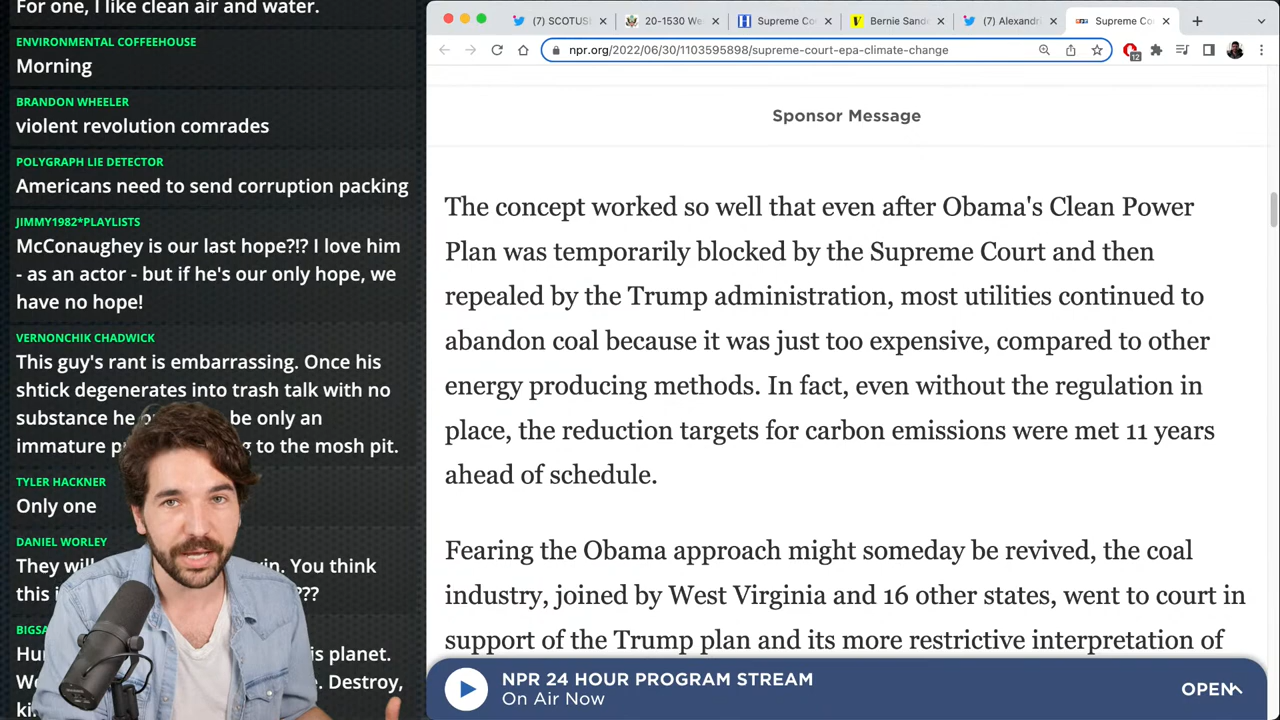 For one, I like clean air and water.
ENVIRONMENTAL COFFEEHOUSE
Morning
BRANDON WHEELER
violent revolution comrades
POLYGRAPH LIE DETECTOR
Americans need to send corruption packing
JIMMY1982*PLAYLISTS
McConaughey is our last hope?!? I love him
- as an actor - but if he's our only hope, we
have no hope!
VERNONCHIK CHADWICK
This guy's rant is embarrassing. Once his
shtick degenerates into trash talk with no
substance he be only an
immature to the mosh pit.
TYLER HACKNER
Only one
DANIEL WORLEY
They will You think
this ???
is planet.
Destroy,
(7) SCOTUS
20-1530 We
Supreme Co
Bernie Sand
(7) Alexandri
Supreme C
npr.org/2022/06/30/1103595898/supreme-court-epa-climate-change
12
Sponsor Message
The concept worked so well that even after Obama's Clean Power
Plan was temporarily blocked by the Supreme Court and then
repealed by the Trump administration, most utilities continued to
abandon coal because it was just too expensive, compared to other
energy producing methods. In fact, even without the regulation in
place, the reduction targets for carbon emissions were met 11 years
ahead of schedule.
Fearing the Obama approach might someday be revived, the coal
industry, joined by West Virginia and 16 other states, went to court in
support of the Trump plan and its more restrictive interpretation of
NPR 24 HOUR PROGRAM STREAM
On Air Now
OPEN